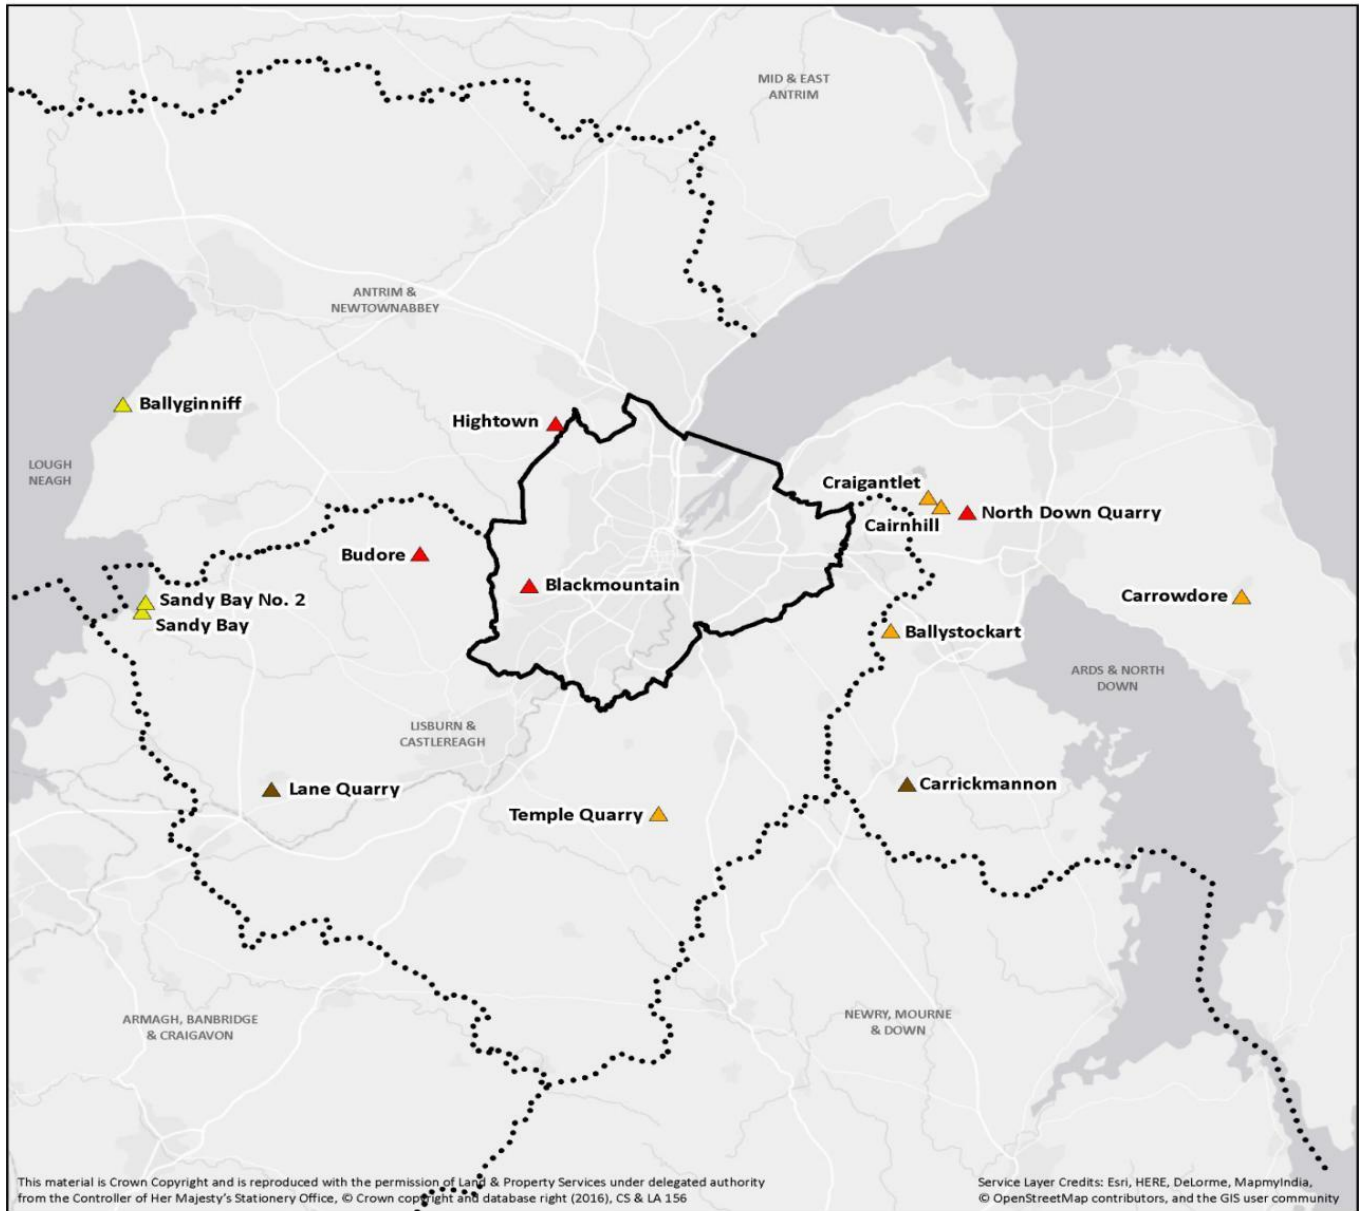 MID & EAST
ANTRIM
ANTRIM &
NEWTOWNABBEY
Ballyginniff
Hightown
LOUGH
NEAGH
Craigantlet
North Down Quarry
Cairnhill
Budore
Blackmountain
Carrowdore
Sandy Bay No. 2
Sandy Bay
Ballystockart
ARDS & NORTH
DOWN
LISBURN &
CASTLEREAGH
Lane Quarry
Carrickmannon
Temple Quarry
ARMAGH, BANBRIDGE
& CRAIGAVON
NEWRY, MOURNE
& DOWN
This material is Crown Copyright and is reproduced with the permission of Land & Property Services under delegated authority
from the Controller of Her Majesty's Stationery Office, © Crown copyright and database right (2016), CS & LA 156
Service Layer Credits: Esri, HERE, DeLorme, MapmyIndia,
© OpenStreetMap contributors, and the GIS user community